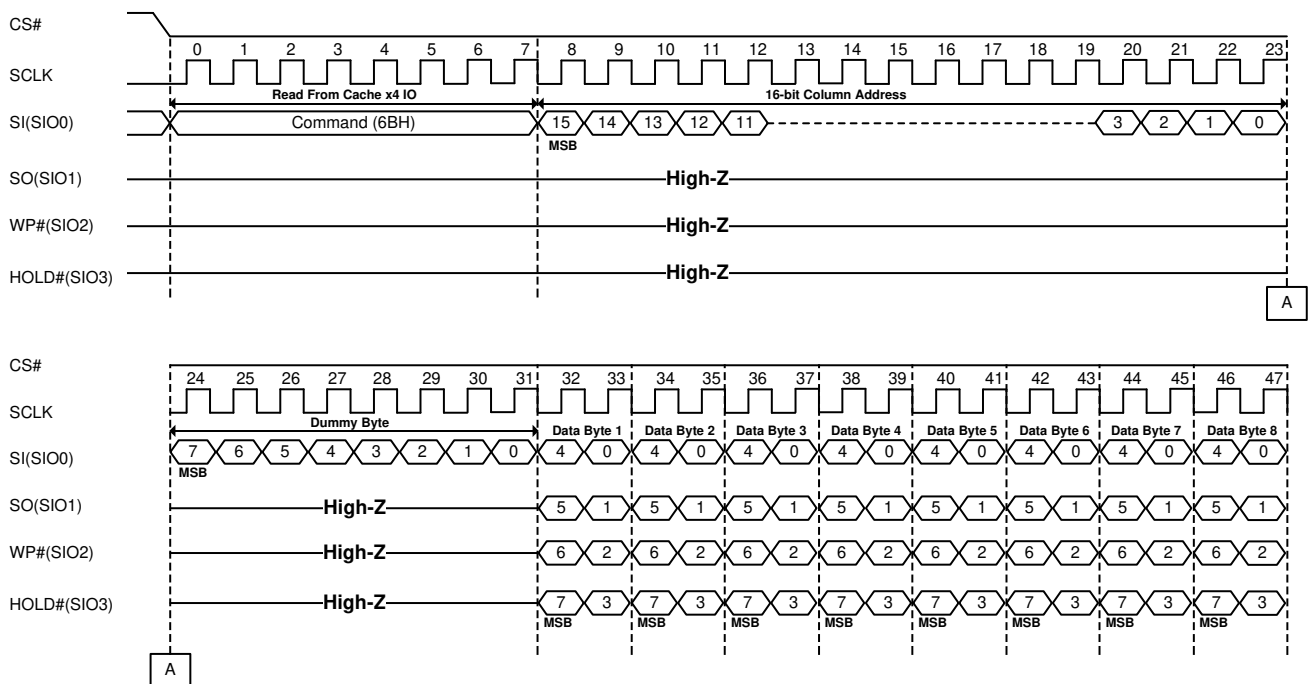 CS#
0 1 2 3 4 5 6 7 8 9 10 11 12 13 14 15 16 17 18 19 20 21 22 23
SCLK
Read From Cache x4 IO 16-bit Column Address
SI(SIO0) Command (6BH) 15 14 13 12 11 3 2 1 0
MSB
SO(SIO1) High-Z
WP#(SIO2) High-Z
HOLD#(SIO3) High-Z
A
CS#
24 25 26 27 28 29 30 31 32 33 34 35 36 37 38 39 40 41 42 43 44 45 46 47
SCLK
Dummy Byte Data Byte 1 Data Byte 2 Data Byte 3 Data Byte 4 Data Byte 5 Data Byte 6 Data Byte 7 Data Byte 8
SI(SIO0) 7 6 5 4 3 2 1 0 4 0 4 0 4 0 4 0 4 0 4 0 4 0 4 0
MSB
SO(SIO1) High-Z 5 1 5 1 5 1 5 1 5 1 5 1 5 1 5 1
WP#(SIO2) High-Z 6 2 6 2 6 2 6 2 6 2 6 2 6 2 6 2
HOLD#(SIO3) High-Z 7 3 7 3 7 3 7 3 7 3 7 3 7 3 7 3
MSB MSB MSB MSB MSB MSB MSB MSB
A